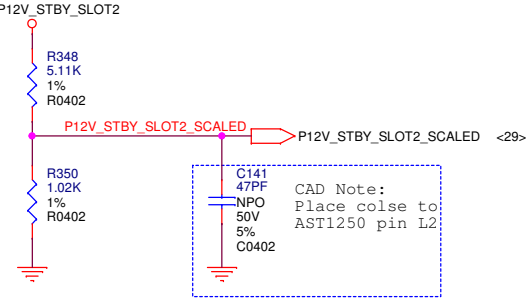 P12V_STBY_SLOT2
R348
5.11K
1%
R0402
P12V_STBY_SLOT2_SCALED
P12V_STBY_SLOT2_SCALED <29>
R350
1.02K
1%
R0402
C141
47PF
NPO
50V
5%
C0402
CAD Note:
Place colse to
AST1250 pin L2